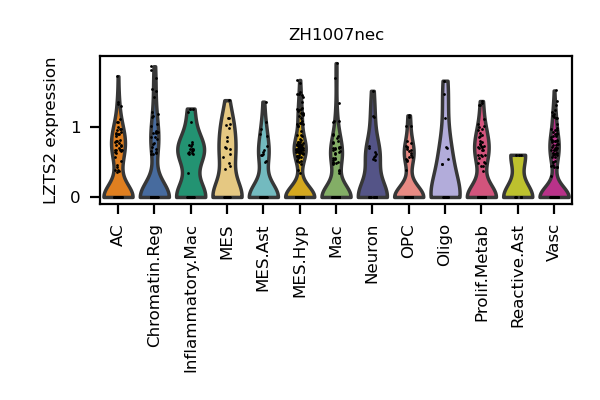 ZH1007nec
LZTS2 expression
1
0
AC
Chromatin.Reg
Inflammatory.Mac
MES
MES.Ast
MES.Hyp
Mac
Neuron
OPC
Oligo
Prolif.Metab
Reactive.Ast
Vasc